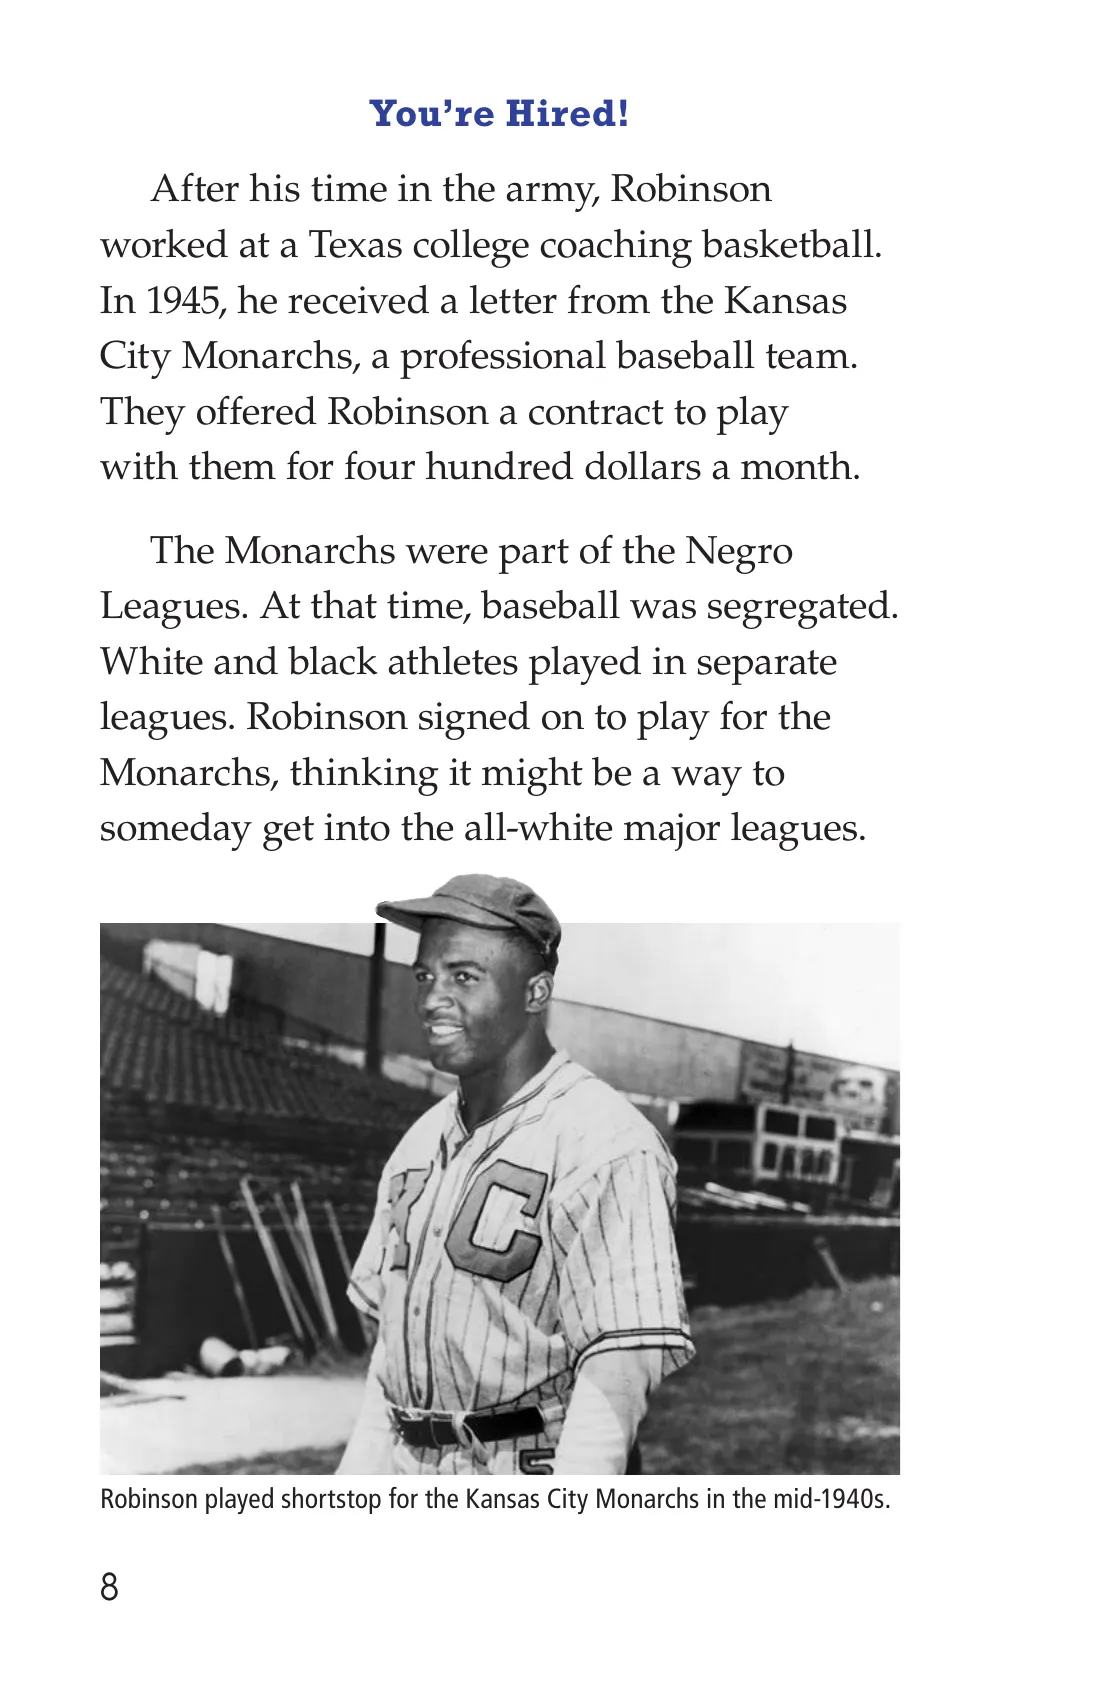 You’re Hired!
After his time in the army, Robinson
worked at a Texas college coaching basketball.
In 1945, he received a letter from the Kansas
City Monarchs, a professional baseball team.
They offered Robinson a contract to play
with them for four hundred dollars a month.
The Monarchs were part of the Negro
Leagues. At that time, baseball was segregated.
White and black athletes played in separate
leagues. Robinson signed on to play for the
Monarchs, thinking it might be a way to
someday get into the all-white major leagues.
K C
5
Robinson played shortstop for the Kansas City Monarchs in the mid-1940s.
8